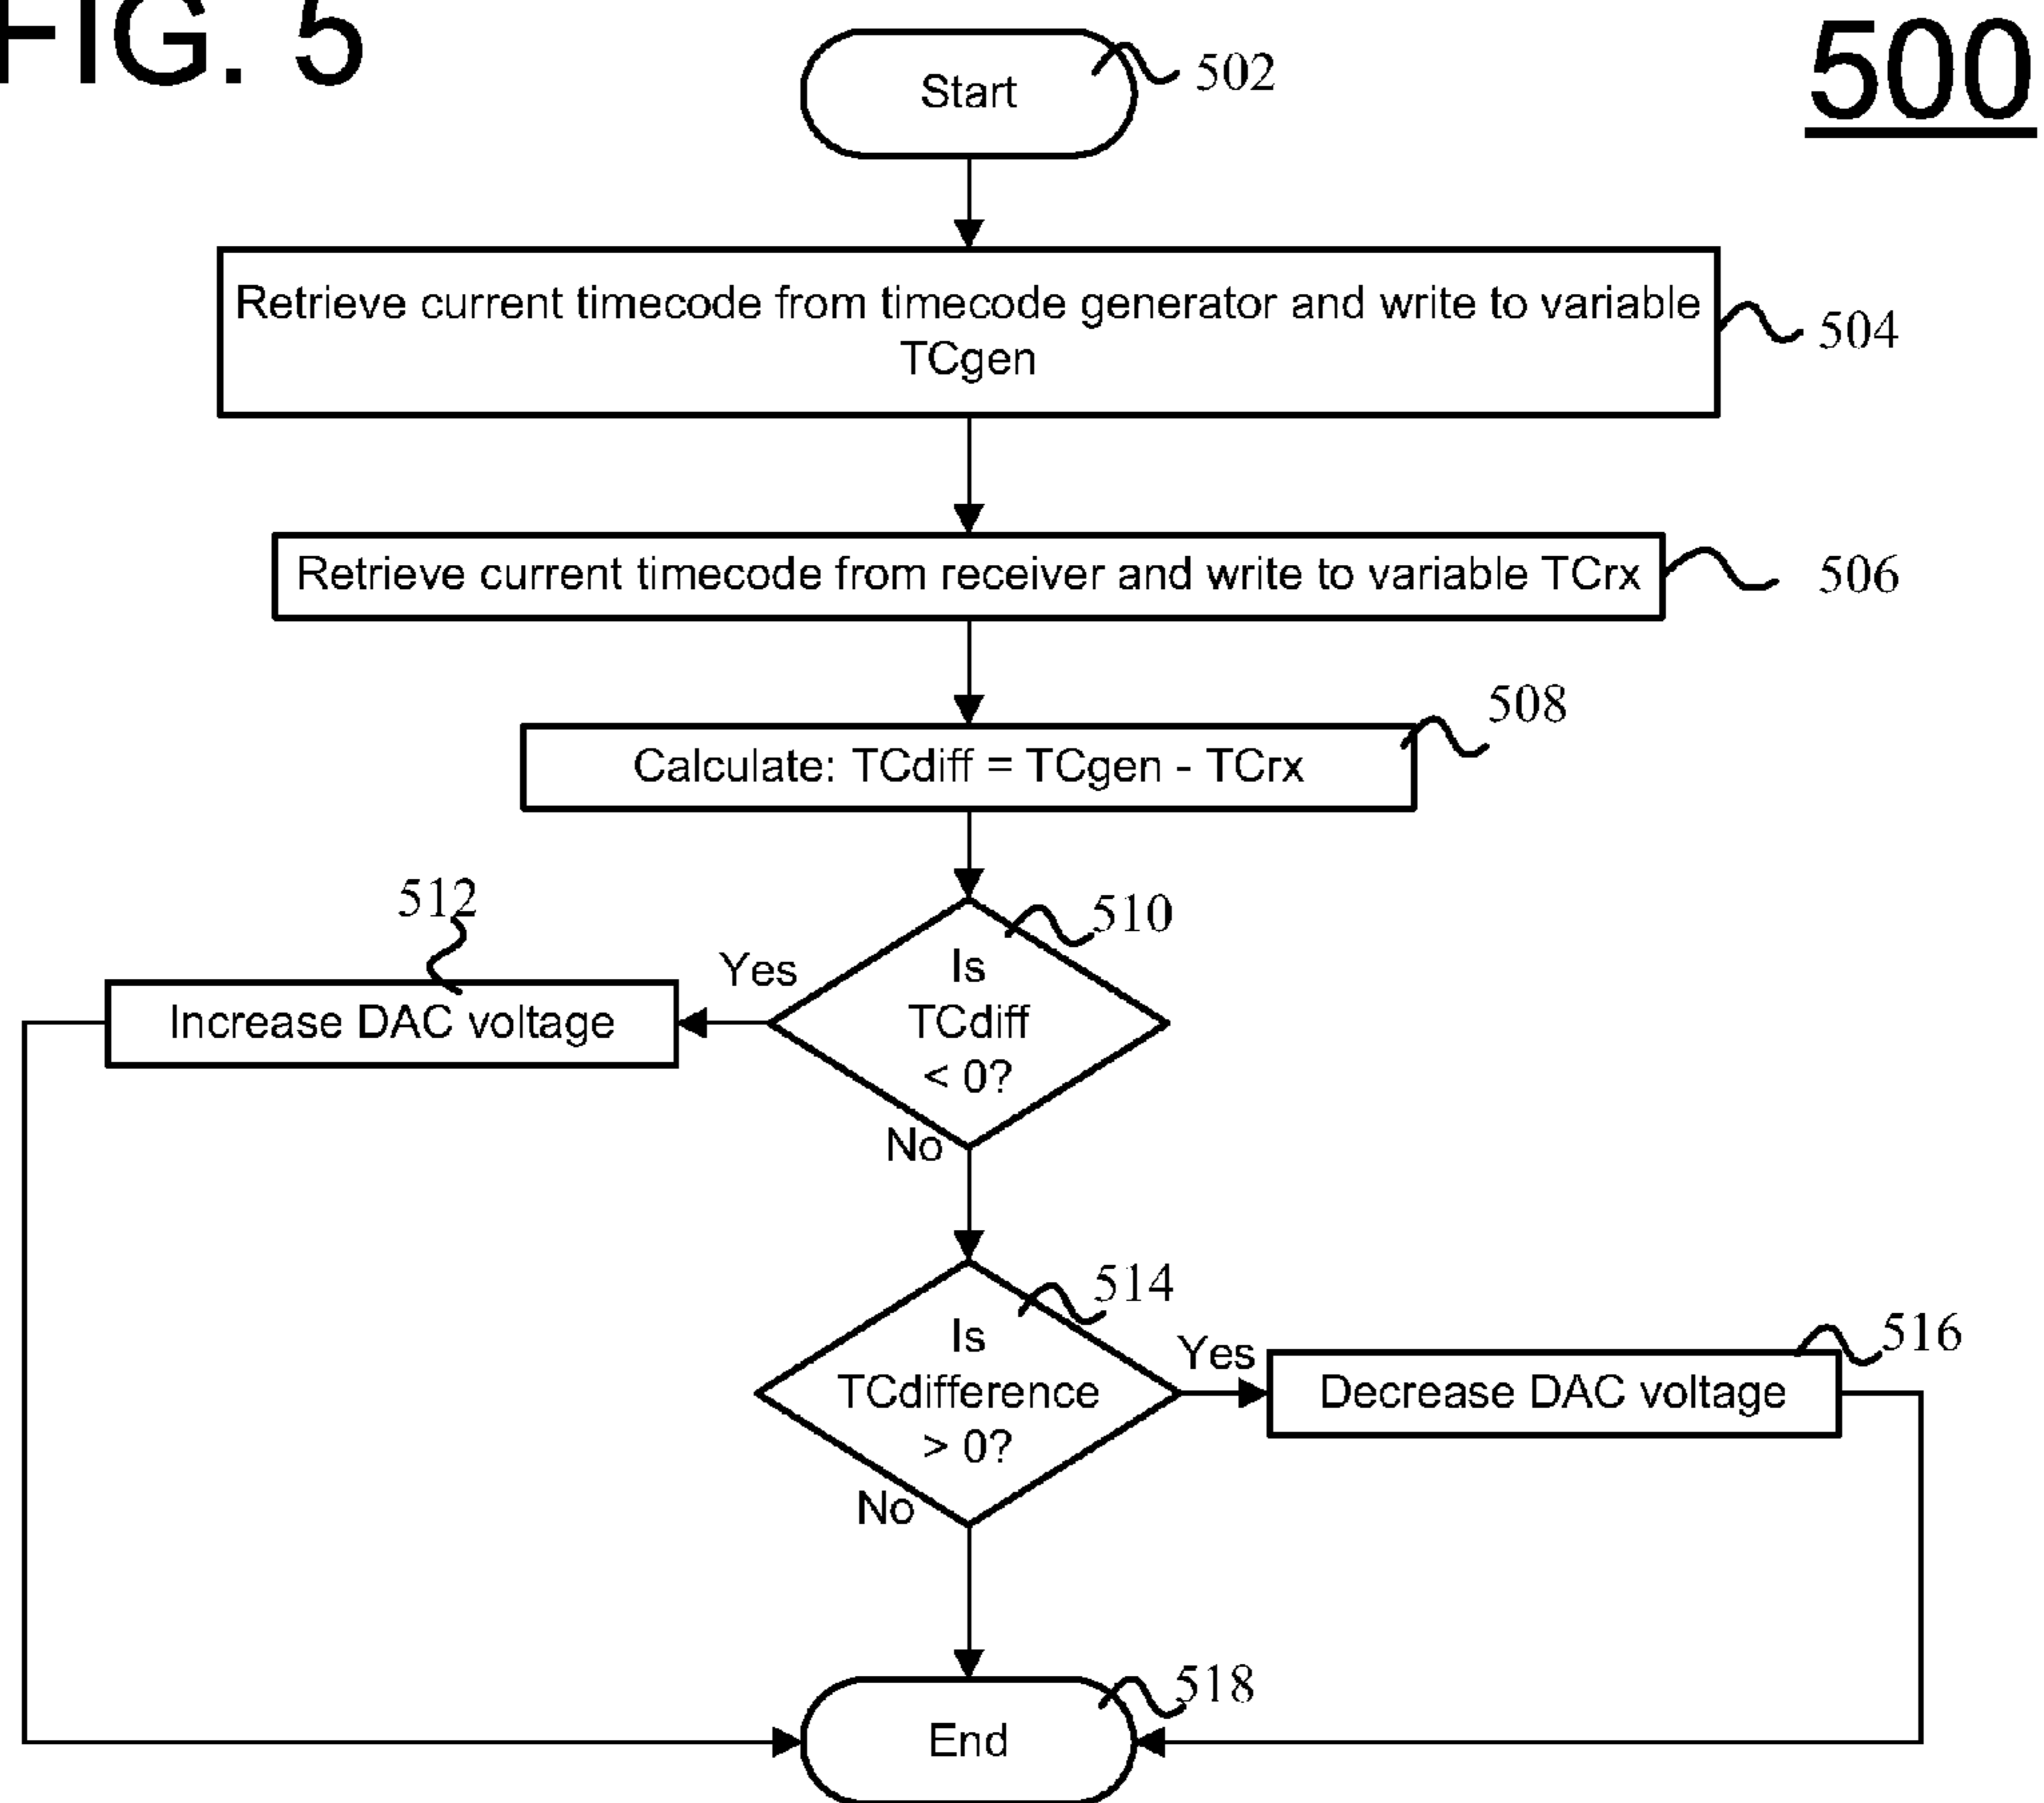 FIG. 5
500
Start
502
Retrieve current timecode from timecode generator and write to variable
TCgen
504
Retrieve current timecode from receiver and write to variable TCrx
506
508
Calculate: TCdiff = TCgen - TCrx
512
510
Yes
Is
TCdiff
< 0?
Increase DAC voltage
No
514
Is
TCdifference
> 0?
Yes
516
Decrease DAC voltage
No
518
End